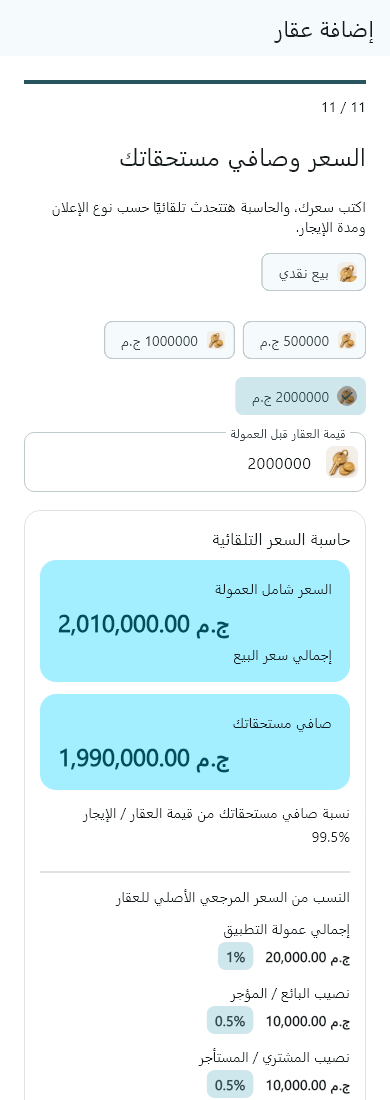 إضافة عقار
11 / 11
السعر وصافي مستحقاتك
اكتب سعرك، والحاسبة هتتحدث تلقائيًا حسب نوع الإعلان
ومدة الإيجار.
بيع نقدي
500000 ج.م
1000000 ج.م
2000000 ج.م
قيمة العقار قبل العمولة
2000000
حاسبة السعر التلقائية
السعر شامل العمولة
2,010,000.00 ج.م
إجمالي سعر البيع
صافي مستحقاتك
1,990,000.00 ج.م
نسبة صافي مستحقاتك من قيمة العقار / الإيجار
99.5%
النسب من السعر المرجعي الأصلي للعقار
إجمالي عمولة التطبيق
20,000.00 ج.م 1%
نصيب البائع / المؤجر
10,000.00 ج.م 0.5%
نصيب المشتري / المستأجر
10,000.00 ج.م 0.5%